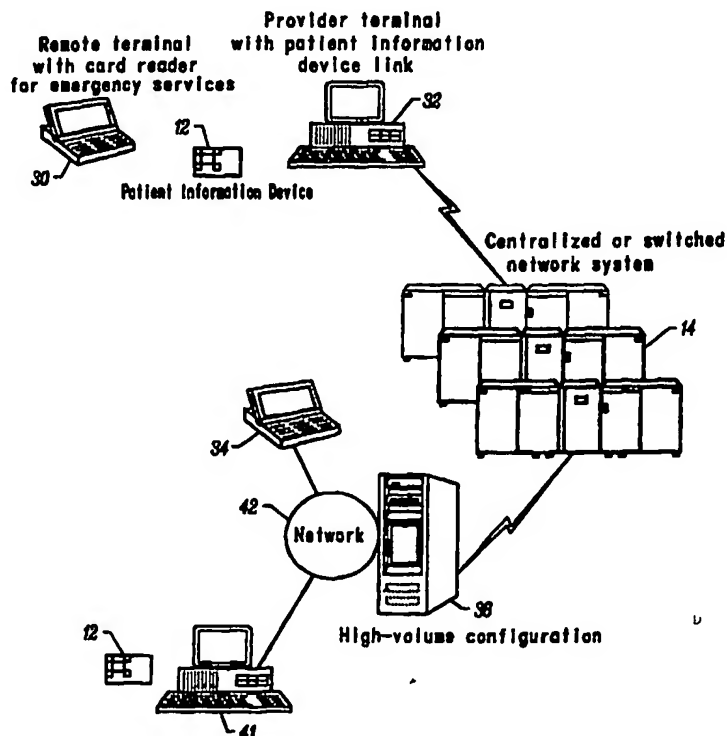 Provider terminal
with patient information
device link
Remote terminal
with card reader
for emergency services
32
12
30
Patient Information Device
Centralized or switched
network system
14
34
42
Network
38
High-volume configuration
12
41